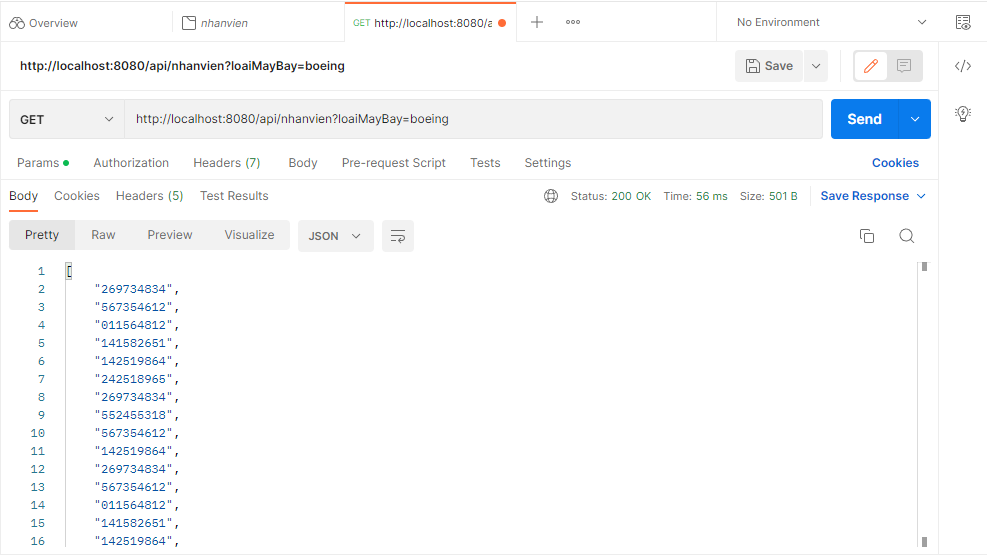 Overview nhanvien GET http://localhost:8080/a No Environment
http://localhost:8080/api/nhanvien?loaiMayBay=boeing Save </>
GET http://localhost:8080/api/nhanvien?loaiMayBay=boeing Send
Params Authorization Headers (7) Body Pre-request Script Tests Settings Cookies
Body Cookies Headers (5) Test Results Status: 200 OK Time: 56 ms Size: 501 B Save Response
Pretty Raw Preview Visualize JSON
1 [
2 "269734834",
3 "567354612",
4 "011564812",
5 "141582651",
6 "142519864",
7 "242518965",
8 "269734834",
9 "552455318",
10 "567354612",
11 "142519864",
12 "269734834",
13 "567354612",
14 "011564812",
15 "141582651",
16 "142519864",